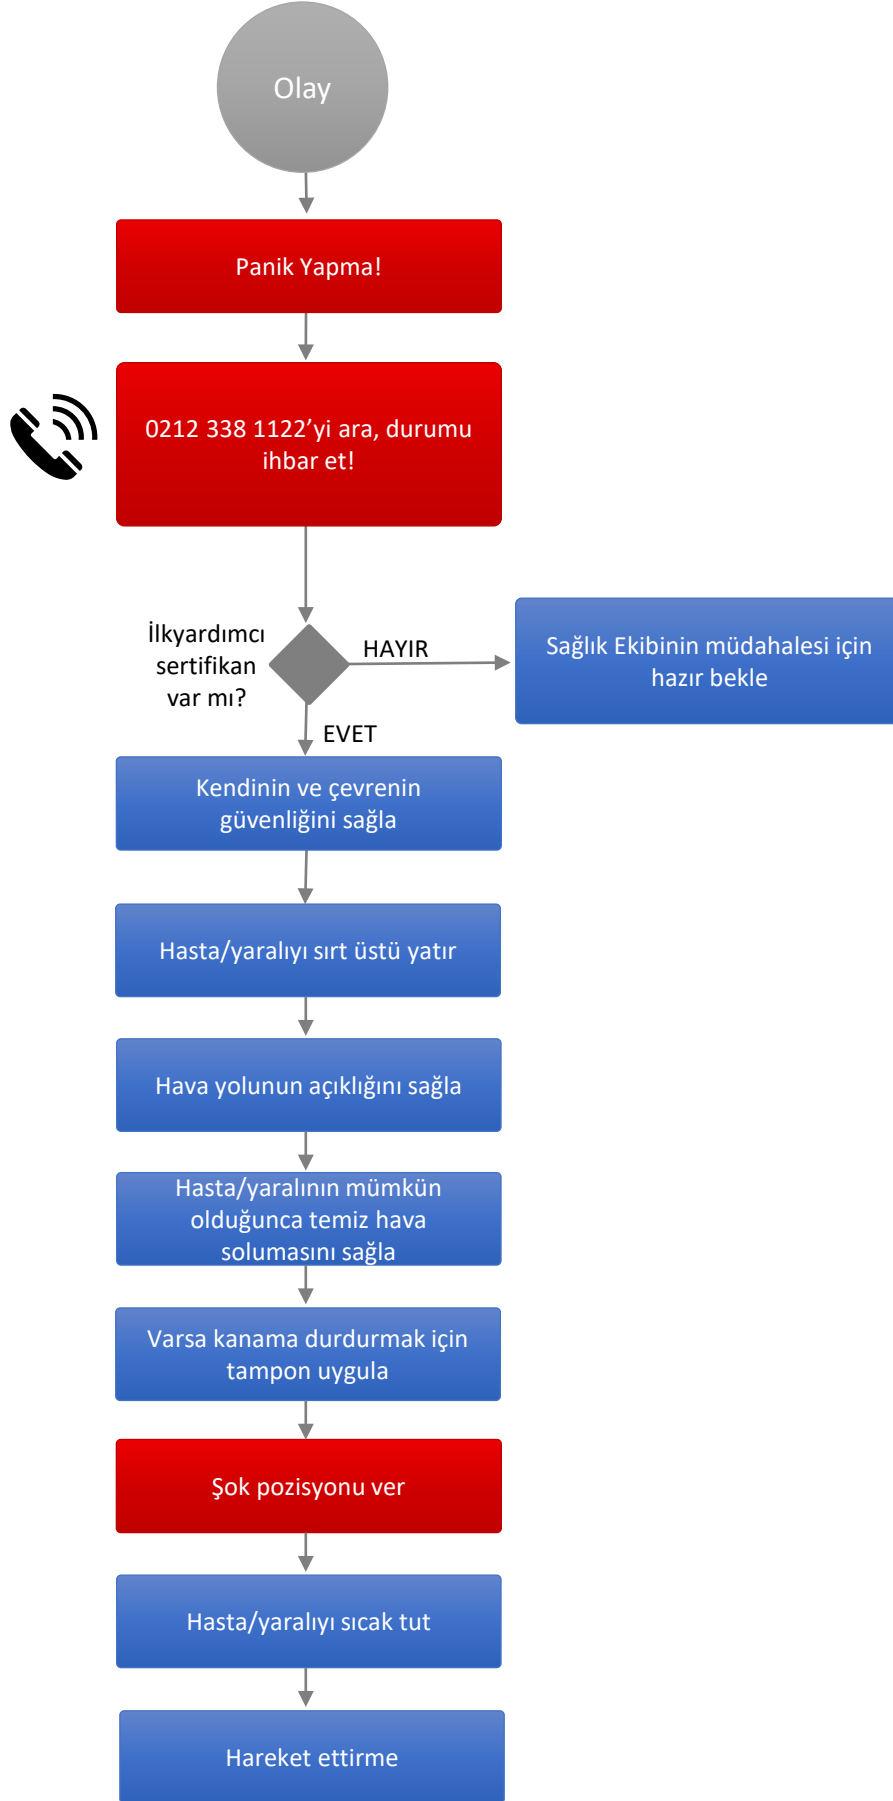 Olay
Panik Yapma!
0212 338 1122’yi ara, durumu
ihbar et!
İlkyardımcı
sertifikan
var mı?
HAYIR
Sağlık Ekibinin müdahalesi için
hazır bekle
EVET
Kendinin ve çevrenin
güvenliğini sağla
Hasta/yaralıyı sırt üstü yatır
Hava yolunun açıklığını sağla
Hasta/yaralının mümkün
olduğunca temiz hava
solumasını sağla
Varsa kanama durdurmak için
tampon uygula
Şok pozisyonu ver
Hasta/yaralıyı sıcak tut
Hareket ettirme